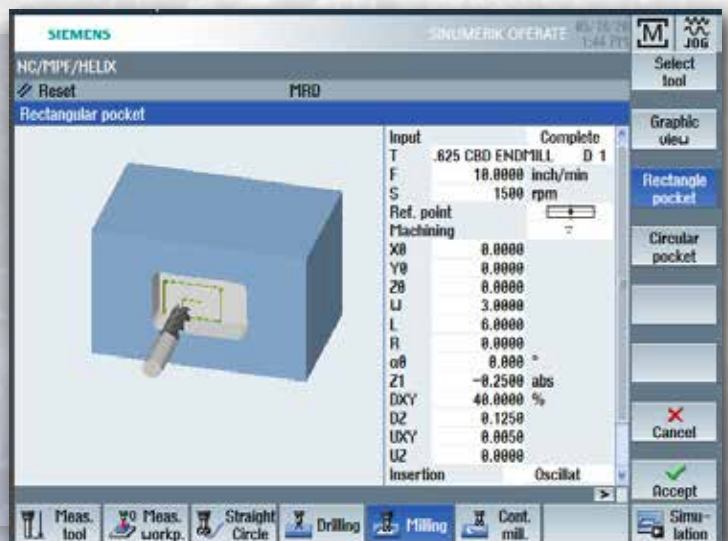 SIEMENS
SINUMERIK OPERATE
1:44 PM
M
JOG
NC/MPF/HELIX
Reset
MRD
Rectangular pocket
Input Complete
T .625 CBD ENDMILL D 1
F 10.0000 inch/min
S 1500 rpm
Ref. point
Machining ▽
X0 0.0000
Y0 0.0000
Z0 0.0000
W 3.0000
L 6.0000
R 0.0000
α0 0.000 °
Z1 -0.2500 abs
DXY 40.0000 %
DZ 0.1250
UXY 0.0050
UZ 0.0000
Insertion Oscillat
Select
tool
Graphic
view
Rectangle
pocket
Circular
pocket
Cancel
Accept
Meas.
tool
Meas.
workp.
Straight
Circle
Drilling
Milling
Cont.
mill.
Simu-
lation